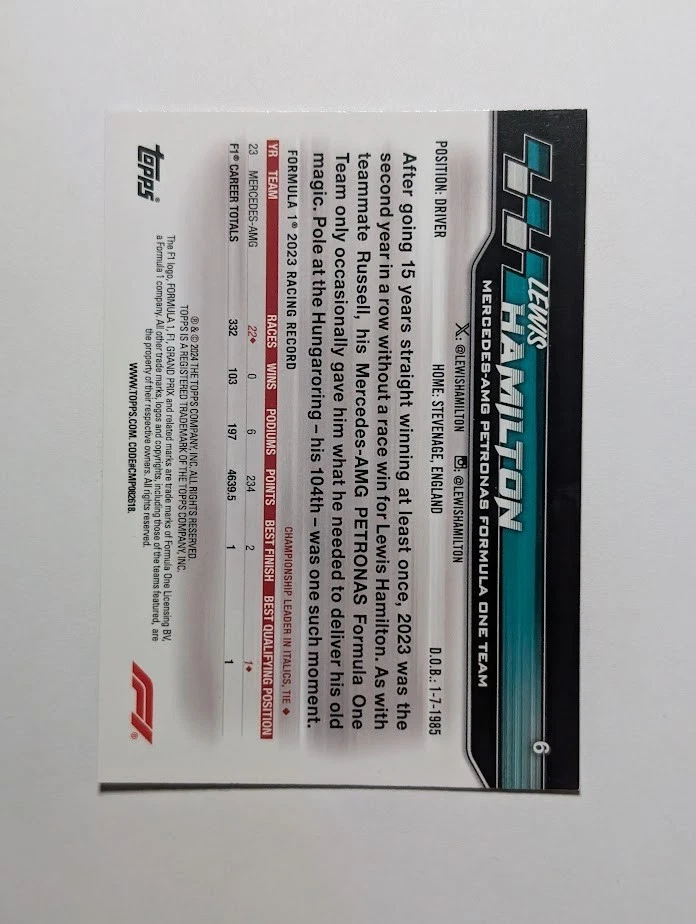 6
LEWIS
HAMILTON
MERCEDES-AMG PETRONAS FORMULA ONE TEAM
X: @LEWISHAMILTON : @LEWISHAMILTON
POSITION: DRIVER HOME: STEVENAGE, ENGLAND D.O.B.: 1-7-1985
After going 15 years straight winning at least once, 2023 was the
second year in a row without a race win for Lewis Hamilton. As with
teammate Russell, his Mercedes-AMG PETRONAS Formula One
Team only occasionally gave him what he needed to deliver his old
magic. Pole at the Hungaroring – his 104th – was one such moment.
FORMULA 1® 2023 RACING RECORD CHAMPIONSHIP LEADER IN ITALICS, TIE ♦
YR TEAM RACES WINS PODIUMS POINTS BEST FINISH BEST QUALIFYING POSITION
23 MERCEDES-AMG 22♦ 0 6 234 2 1♦
F1® CAREER TOTALS 332 103 197 4639.5 1 1
® & © 2024 THE TOPPS COMPANY, INC. ALL RIGHTS RESERVED.
TOPPS IS A REGISTERED TRADEMARK OF THE TOPPS COMPANY, INC.
The F1 logo, FORMULA 1, F1, GRAND PRIX and related marks are trade marks of Formula One Licensing BV,
a Formula 1 company. All other trade marks, logos and copyrights, including those of the teams featured, are
the property of their respective owners. All rights reserved.
WWW.TOPPS.COM. CODE#CMP082618.
topps®
F1®